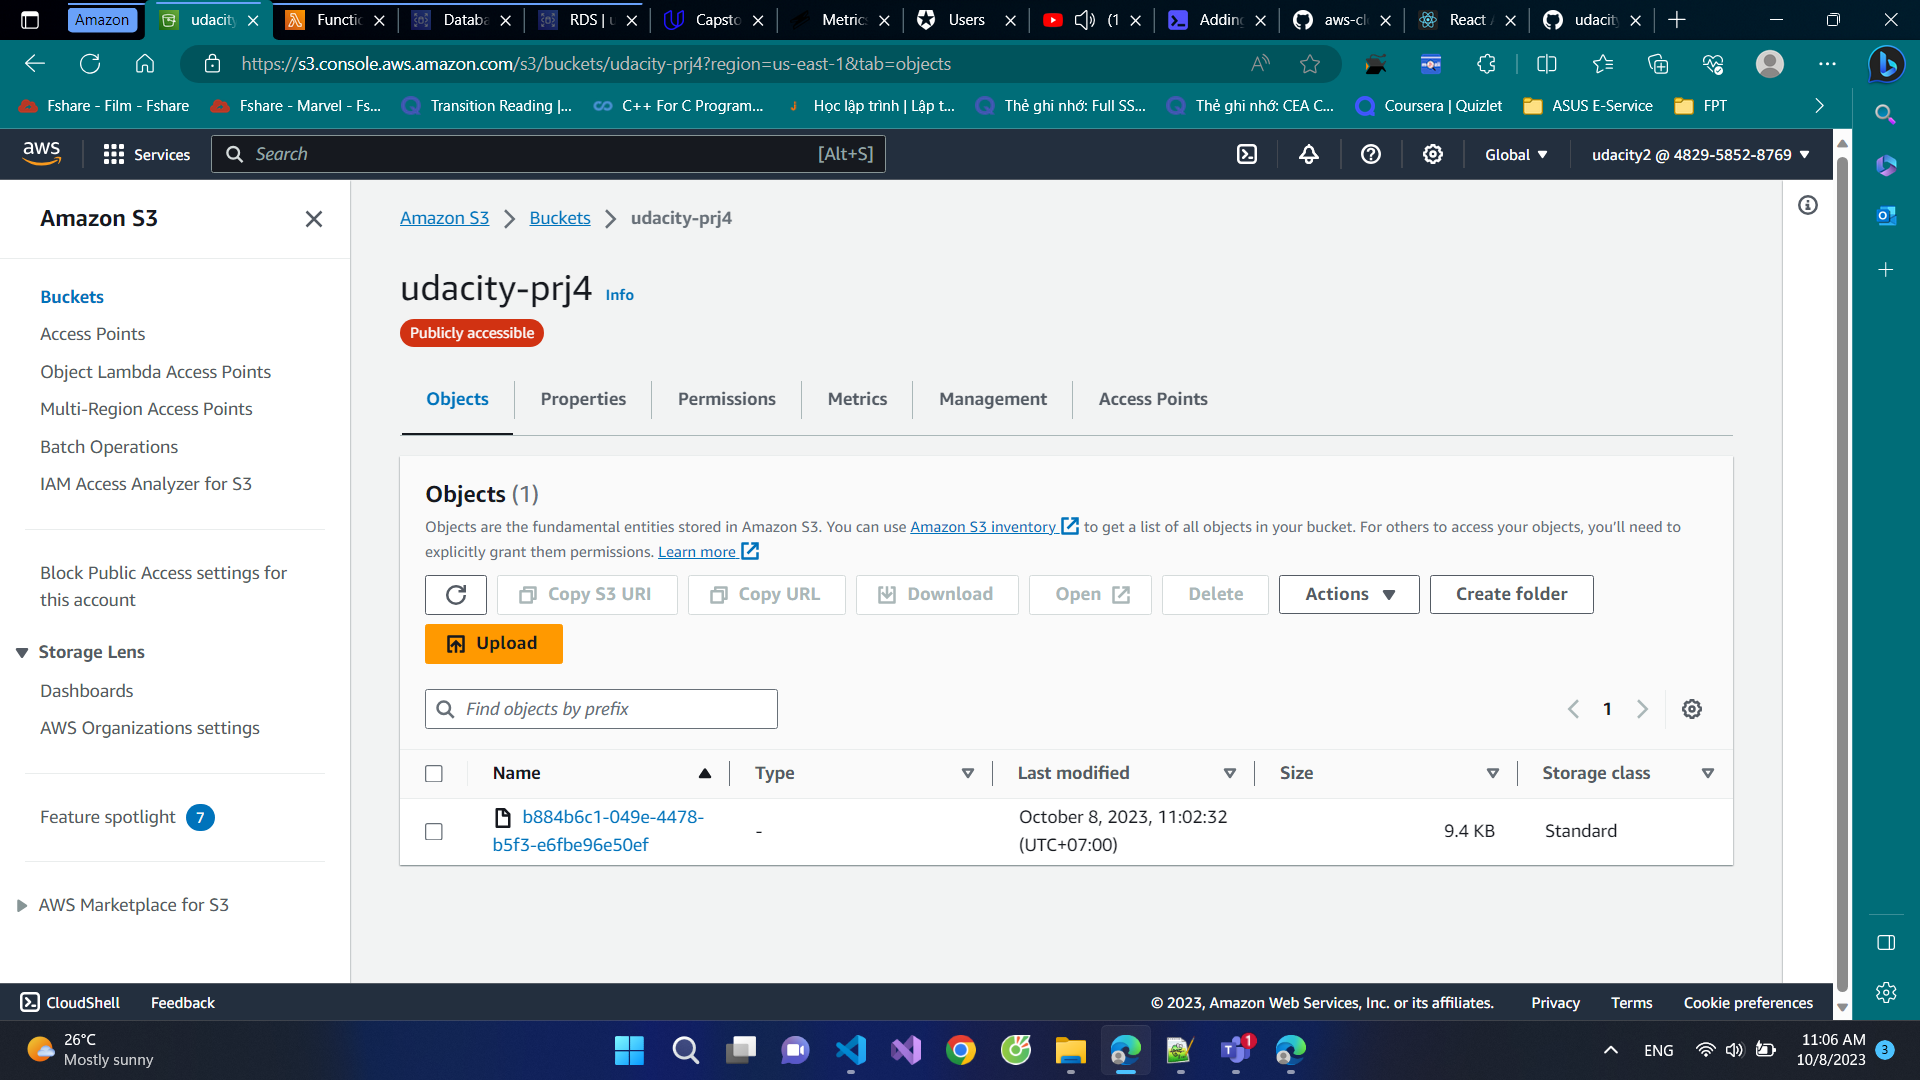 Amazon
udacity
Functio
Databa
RDS | u
Capsto
Metrics
Users
(1
Adding
aws-cl
React A
udacity
https://s3.console.aws.amazon.com/s3/buckets/udacity-prj4?region=us-east-1&tab=objects
Fshare - Film - Fshare
Fshare - Marvel - Fs...
Transition Reading |...
C++ For C Program...
Học lập trình | Lập t...
Thẻ ghi nhớ: Full SS...
Thẻ ghi nhớ: CEA C...
Coursera | Quizlet
ASUS E-Service
FPT
aws
Services
Search
[Alt+S]
Global
udacity2 @ 4829-5852-8769
Amazon S3
Buckets
Access Points
Object Lambda Access Points
Multi-Region Access Points
Batch Operations
IAM Access Analyzer for S3
Block Public Access settings for
this account
Storage Lens
Dashboards
AWS Organizations settings
Feature spotlight 7
AWS Marketplace for S3
Amazon S3
Buckets
udacity-prj4
udacity-prj4 Info
Publicly accessible
Objects
Properties
Permissions
Metrics
Management
Access Points
Objects (1)
Objects are the fundamental entities stored in Amazon S3. You can use Amazon S3 inventory to get a list of all objects in your bucket. For others to access your objects, you'll need to
explicitly grant them permissions. Learn more
Copy S3 URI
Copy URL
Download
Open
Delete
Actions
Create folder
Upload
Find objects by prefix
1
Name
Type
Last modified
Size
Storage class
b884b6c1-049e-4478-
b5f3-e6fbe96e50ef
-
October 8, 2023, 11:02:32
(UTC+07:00)
9.4 KB
Standard
CloudShell
Feedback
© 2023, Amazon Web Services, Inc. or its affiliates.
Privacy
Terms
Cookie preferences
26°C
Mostly sunny
1
ENG
11:06 AM
10/8/2023
3